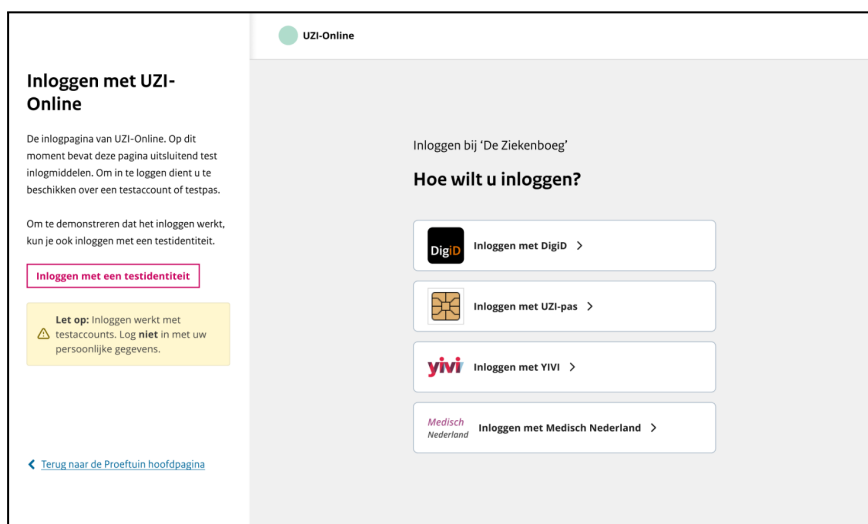 UZI-Online
Inloggen met UZI-
Online
De inlogpagina van UZI-Online. Op dit
moment bevat deze pagina uitsluitend test
inlogmiddelen. Om in te loggen dient u te
beschikken over een testaccount of testpas.
Om te demonstreren dat het inloggen werkt,
kun je ook inloggen met een testidentiteit.
Inloggen met een testidentiteit
Let op: Inloggen werkt met
testaccounts. Log niet in met uw
persoonlijke gegevens.
Terug naar de Proeftuin hoofdpagina
Inloggen bij ‘De Ziekenboeg’
Hoe wilt u inloggen?
DigiD
Inloggen met DigiD
Inloggen met UZI-pas
yivi
Inloggen met YIVI
Medisch
Nederland
Inloggen met Medisch Nederland